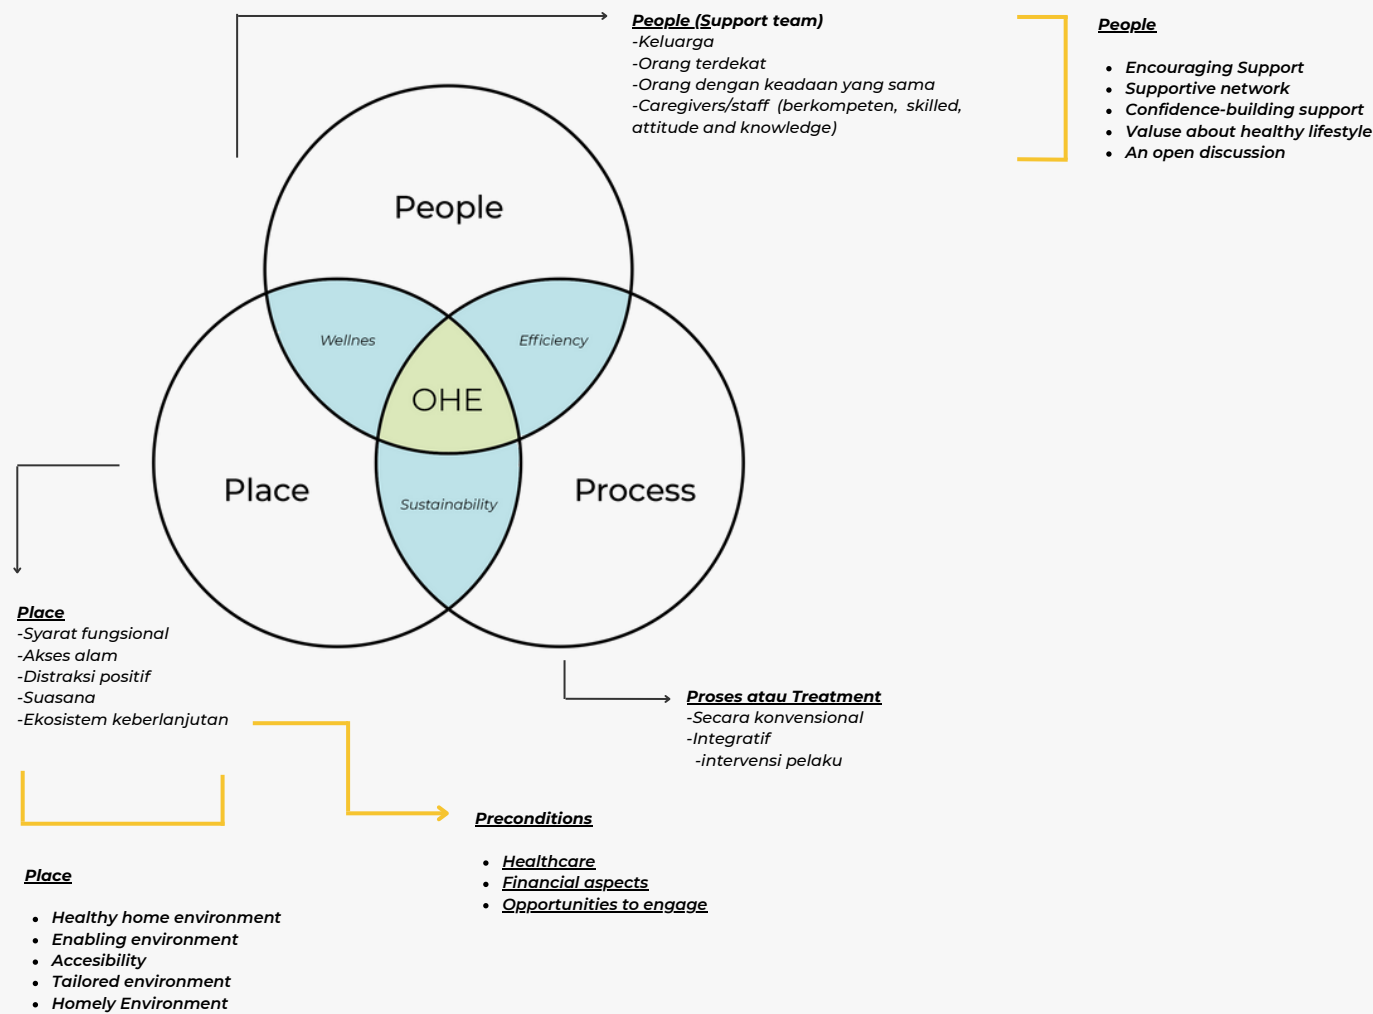 People (Support team)
-Keluarga
-Orang terdekat
-Orang dengan keadaan yang sama
-Caregivers/staff (berkompeten, skilled,
attitude and knowledge)
People
• Encouraging Support
• Supportive network
• Confidence-building support
• Valuse about healthy lifestyle
• An open discussion
People
Wellnes
Efficiency
OHE
Place
Process
Sustainability
Place
-Syarat fungsional
-Akses alam
-Distraksi positif
-Suasana
-Ekosistem keberlanjutan
Proses atau Treatment
-Secara konvensional
-Integratif
-intervensi pelaku
Preconditions
• Healthcare
• Financial aspects
• Opportunities to engage
Place
• Healthy home environment
• Enabling environment
• Accesibility
• Tailored environment
• Homely Environment